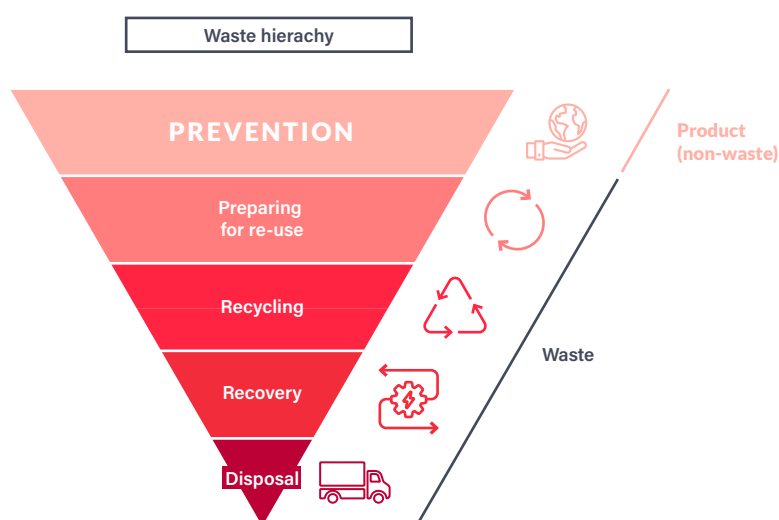 Waste hierachy
PREVENTION
Product
(non-waste)
Preparing
for re-use
Recycling
Waste
Recovery
Disposal